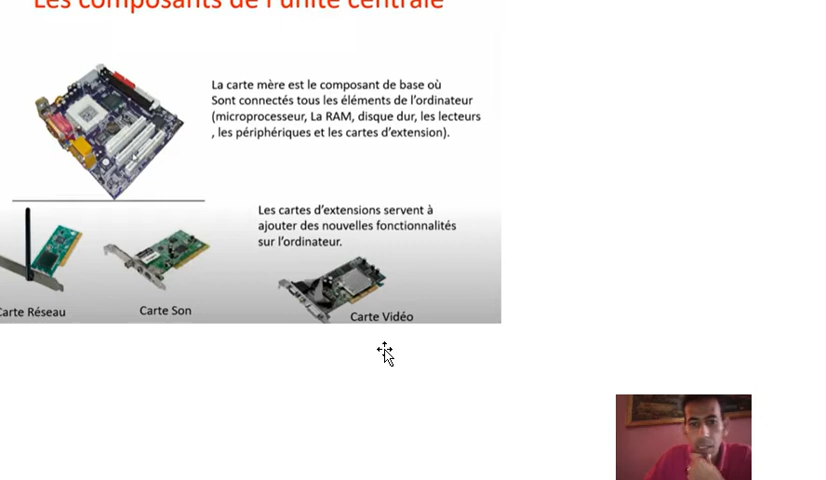 Les composants de l'unité centrale
La carte mère est le composant de base où
Sont connectés tous les éléments de l'ordinateur
(microprocesseur, La RAM, disque dur, les lecteurs
, les périphériques et les cartes d'extension).
Les cartes d'extensions servent à
ajouter des nouvelles fonctionnalités
sur l'ordinateur.
Carte Réseau
Carte Son
Carte Vidéo